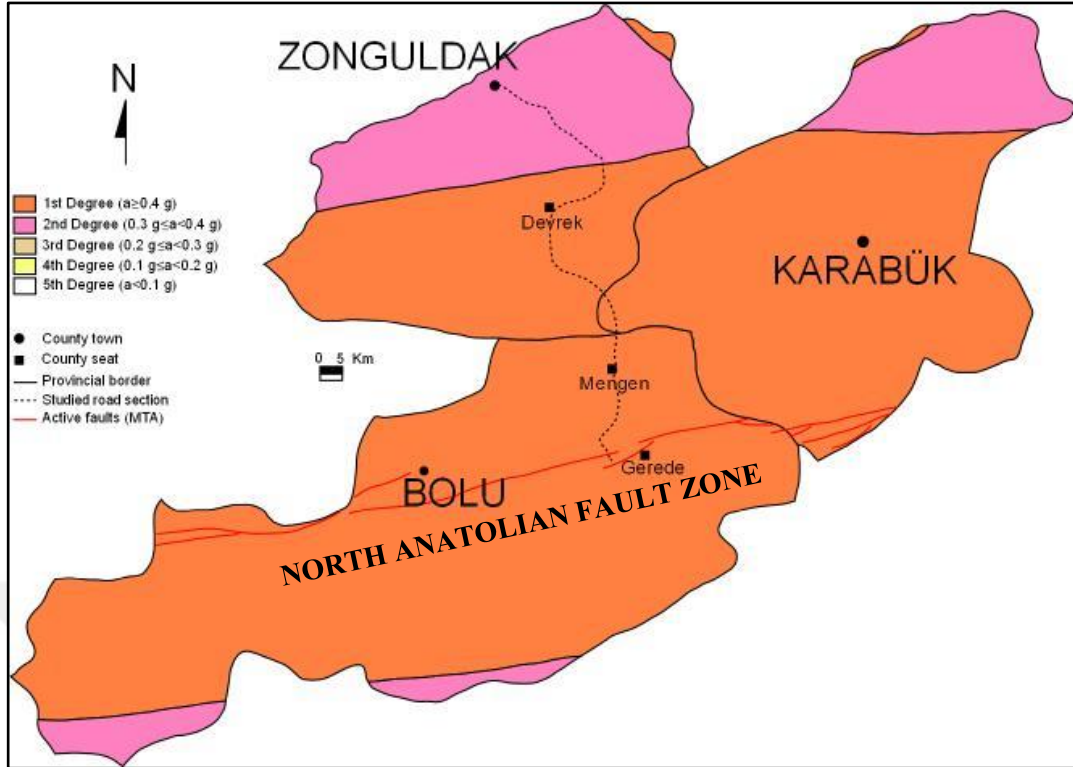 ZONGULDAK
N
1st Degree (a≥0.4 g)
2nd Degree (0.3 g≤a<0.4 g)
3rd Degree (0.2 g≤a<0.3 g)
4th Degree (0.1 g≤a<0.2 g)
5th Degree (a<0.1 g)
Devrek
KARABÜK
County town
County seat
Provincial border
Studied road section
Active faults (MTA)
0 5 Km
Mengen
Gerede
BOLU
NORTH ANATOLIAN FAULT ZONE